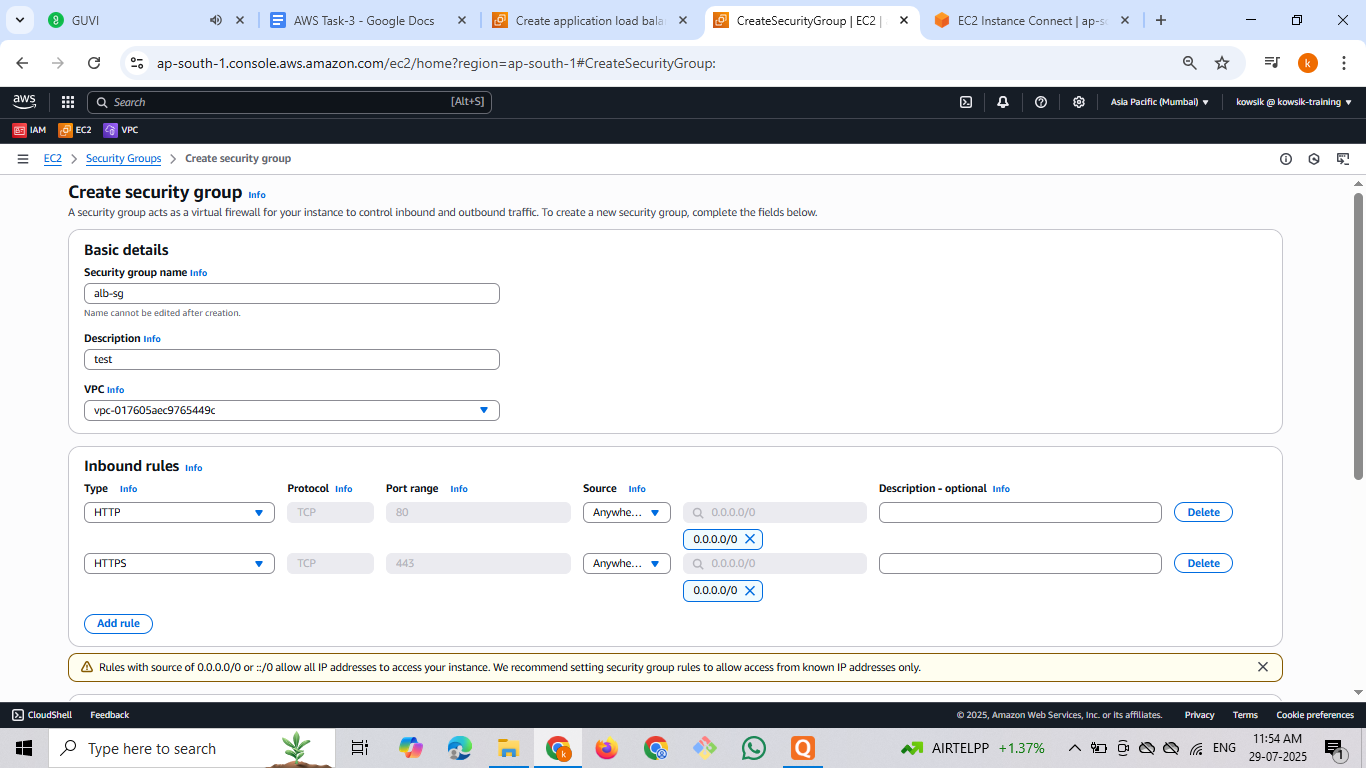 GUVI
AWS Task-3 - Google Docs
Create application load bala
CreateSecurityGroup | EC2 |
EC2 Instance Connect | ap-so
ap-south-1.console.aws.amazon.com/ec2/home?region=ap-south-1#CreateSecurityGroup:
k
aws
Search
[Alt+S]
Asia Pacific (Mumbai)
kowsik @ kowsik-training
IAM
EC2
VPC
EC2 > Security Groups > Create security group
Create security group Info
A security group acts as a virtual firewall for your instance to control inbound and outbound traffic. To create a new security group, complete the fields below.
Basic details
Security group name Info
alb-sg
Name cannot be edited after creation.
Description Info
test
VPC Info
vpc-017605aec9765449c
Inbound rules Info
Type Info Protocol Info Port range Info Source Info Description - optional Info
HTTP TCP 80 Anywhe... 0.0.0.0/0 Delete
0.0.0.0/0
HTTPS TCP 443 Anywhe... 0.0.0.0/0 Delete
0.0.0.0/0
Add rule
Rules with source of 0.0.0.0/0 or ::/0 allow all IP addresses to access your instance. We recommend setting security group rules to allow access from known IP addresses only.
CloudShell Feedback © 2025, Amazon Web Services, Inc. or its affiliates. Privacy Terms Cookie preferences
Type here to search
k
Q
AIRTELPP +1.37%
ENG
11:54 AM
29-07-2025
1